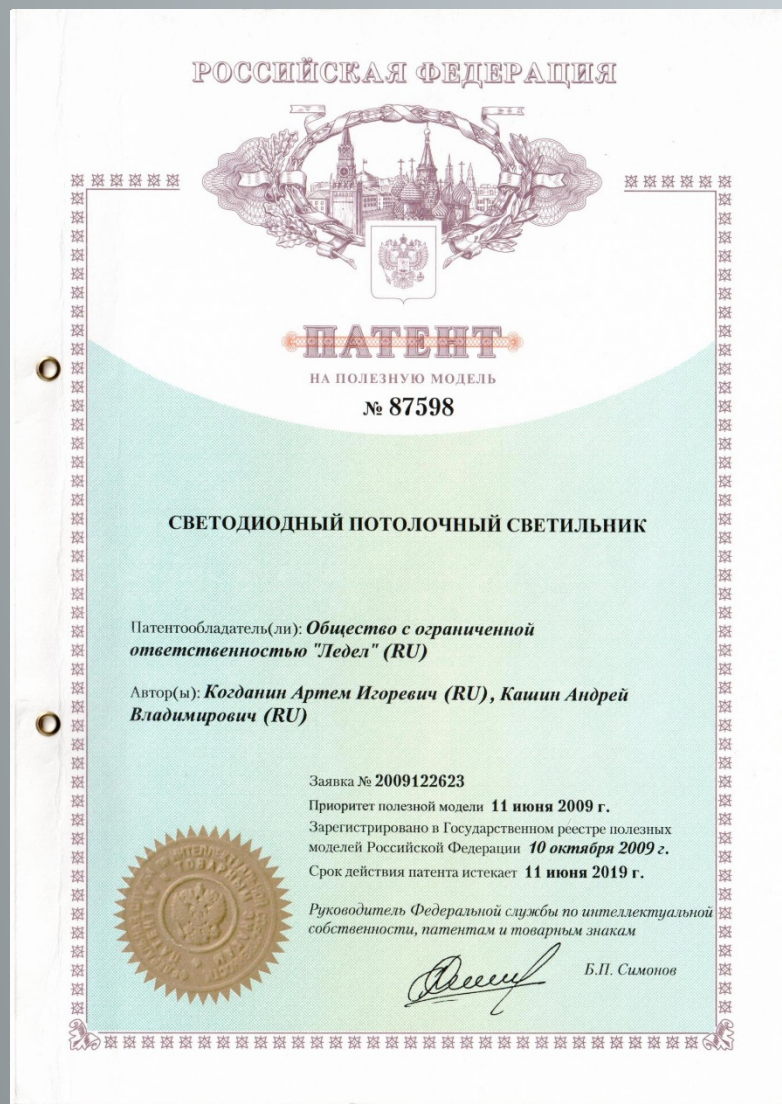 РОССИЙСКАЯ ФЕДЕРАЦИЯ
ПАТЕНТ
НА ПОЛЕЗНУЮ МОДЕЛЬ
№ 87598
СВЕТОДИОДНЫЙ ПОТОЛОЧНЫЙ СВЕТИЛЬНИК
Патентообладатель(ли): Общество с ограниченной
ответственностью "Ледел" (RU)
Автор(ы): Когданин Артем Игоревич (RU), Кашин Андрей
Владимирович (RU)
Заявка № 2009122623
Приоритет полезной модели 11 июня 2009 г.
Зарегистрировано в Государственном реестре полезных
моделей Российской Федерации 10 октября 2009 г.
Срок действия патента истекает 11 июня 2019 г.
Руководитель Федеральной службы по интеллектуальной
собственности, патентам и товарным знакам
Б.П. Симонов